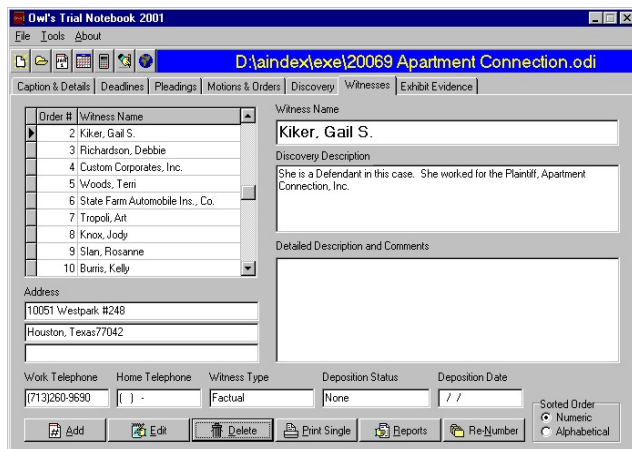 Owl's Trial Notebook 2001
File Tools About
D:\aindex\exe\20069 Apartment Connection.odi
Caption & Details Deadlines Pleadings Motions & Orders Discovery Witnesses Exhibit Evidence
Order # Witness Name
2 Kiker, Gail S.
3 Richardson, Debbie
4 Custom Corporates, Inc.
5 Woods, Terri
6 State Farm Automobile Ins., Co.
7 Tropoli, Art
8 Knox, Jody
9 Slan, Rosanne
10 Burris, Kelly
Witness Name
Kiker, Gail S.
Discovery Description
She is a Defendant in this case. She worked for the Plaintiff, Apartment
Connection, Inc.
Detailed Description and Comments
Address
10051 Westpark #248
Houston, Texas77042
Work Telephone Home Telephone Witness Type Deposition Status Deposition Date
(713)260-9690 ( ) - Factual None / /
Sorted Order
Numeric
Alphabetical
Add Edit Delete Print Single Reports Re-Number